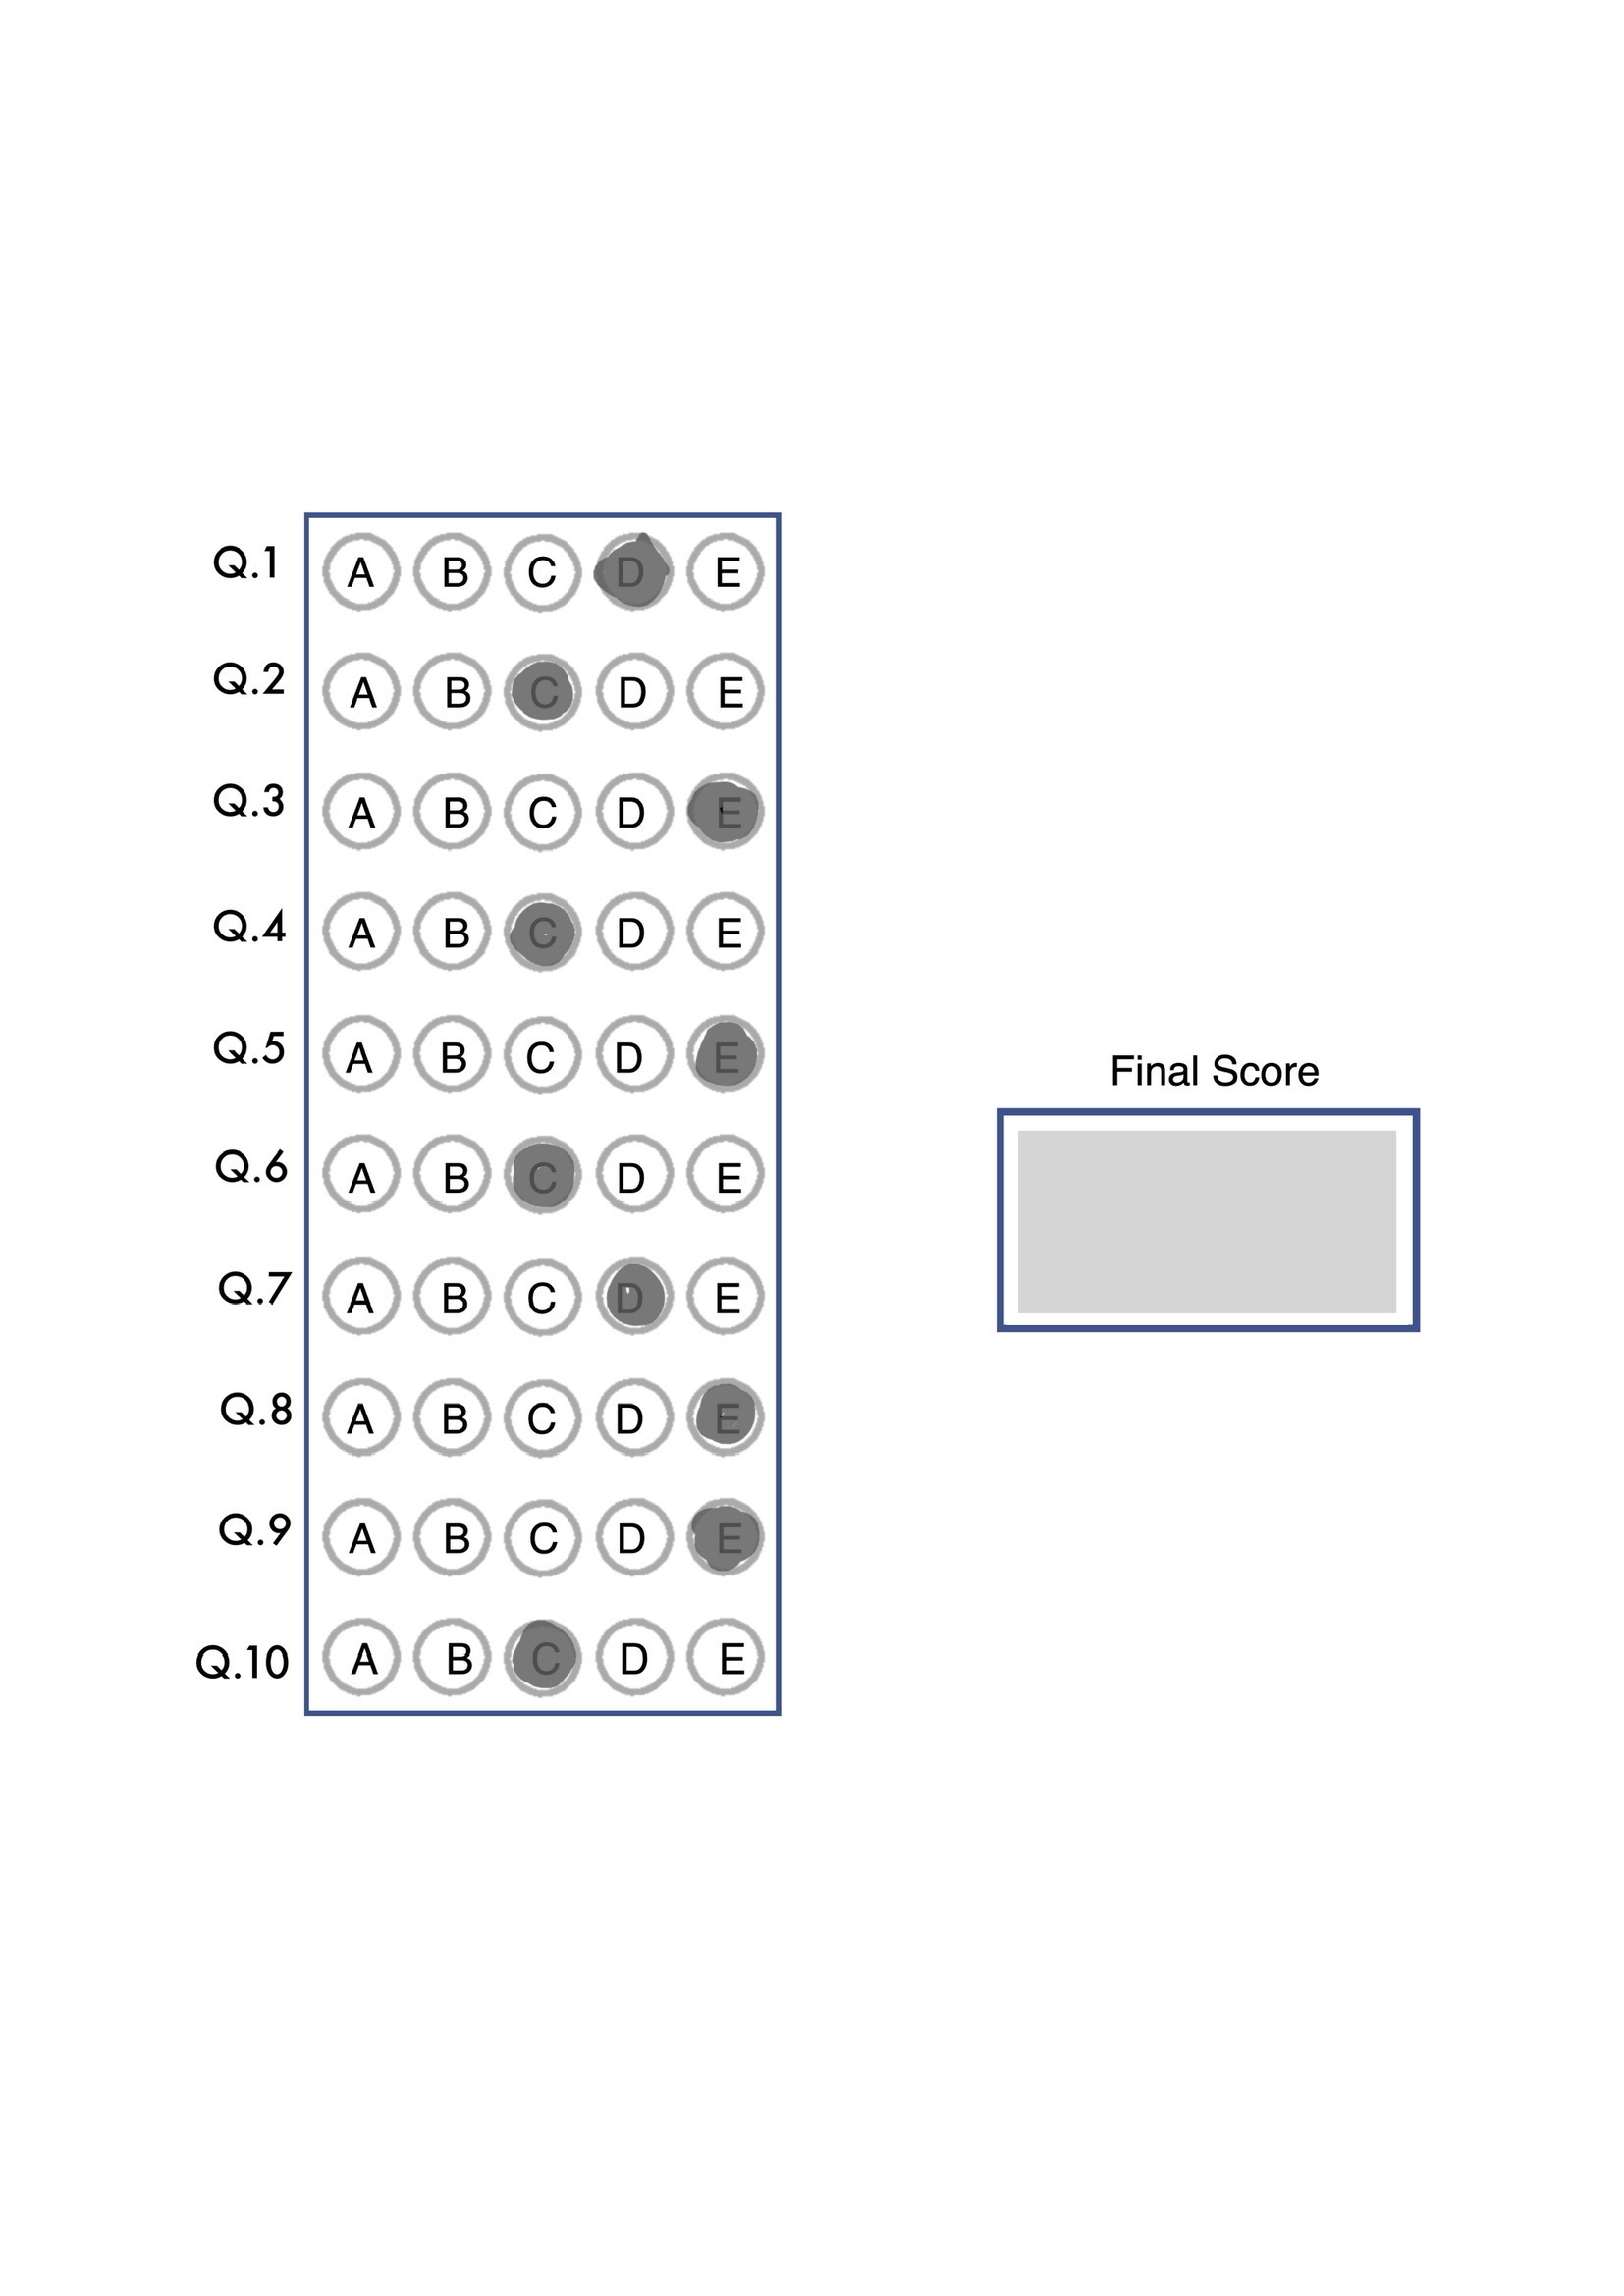 Q.1 A B C D E
Q.2 A B C D E
Q.3 A B C D E
Q.4 A B C D E
Q.5 A B C D E
Q.6 A B C D E
Q.7 A B C D E
Q.8 A B C D E
Q.9 A B C D E
Q.10 A B C D E
Final Score